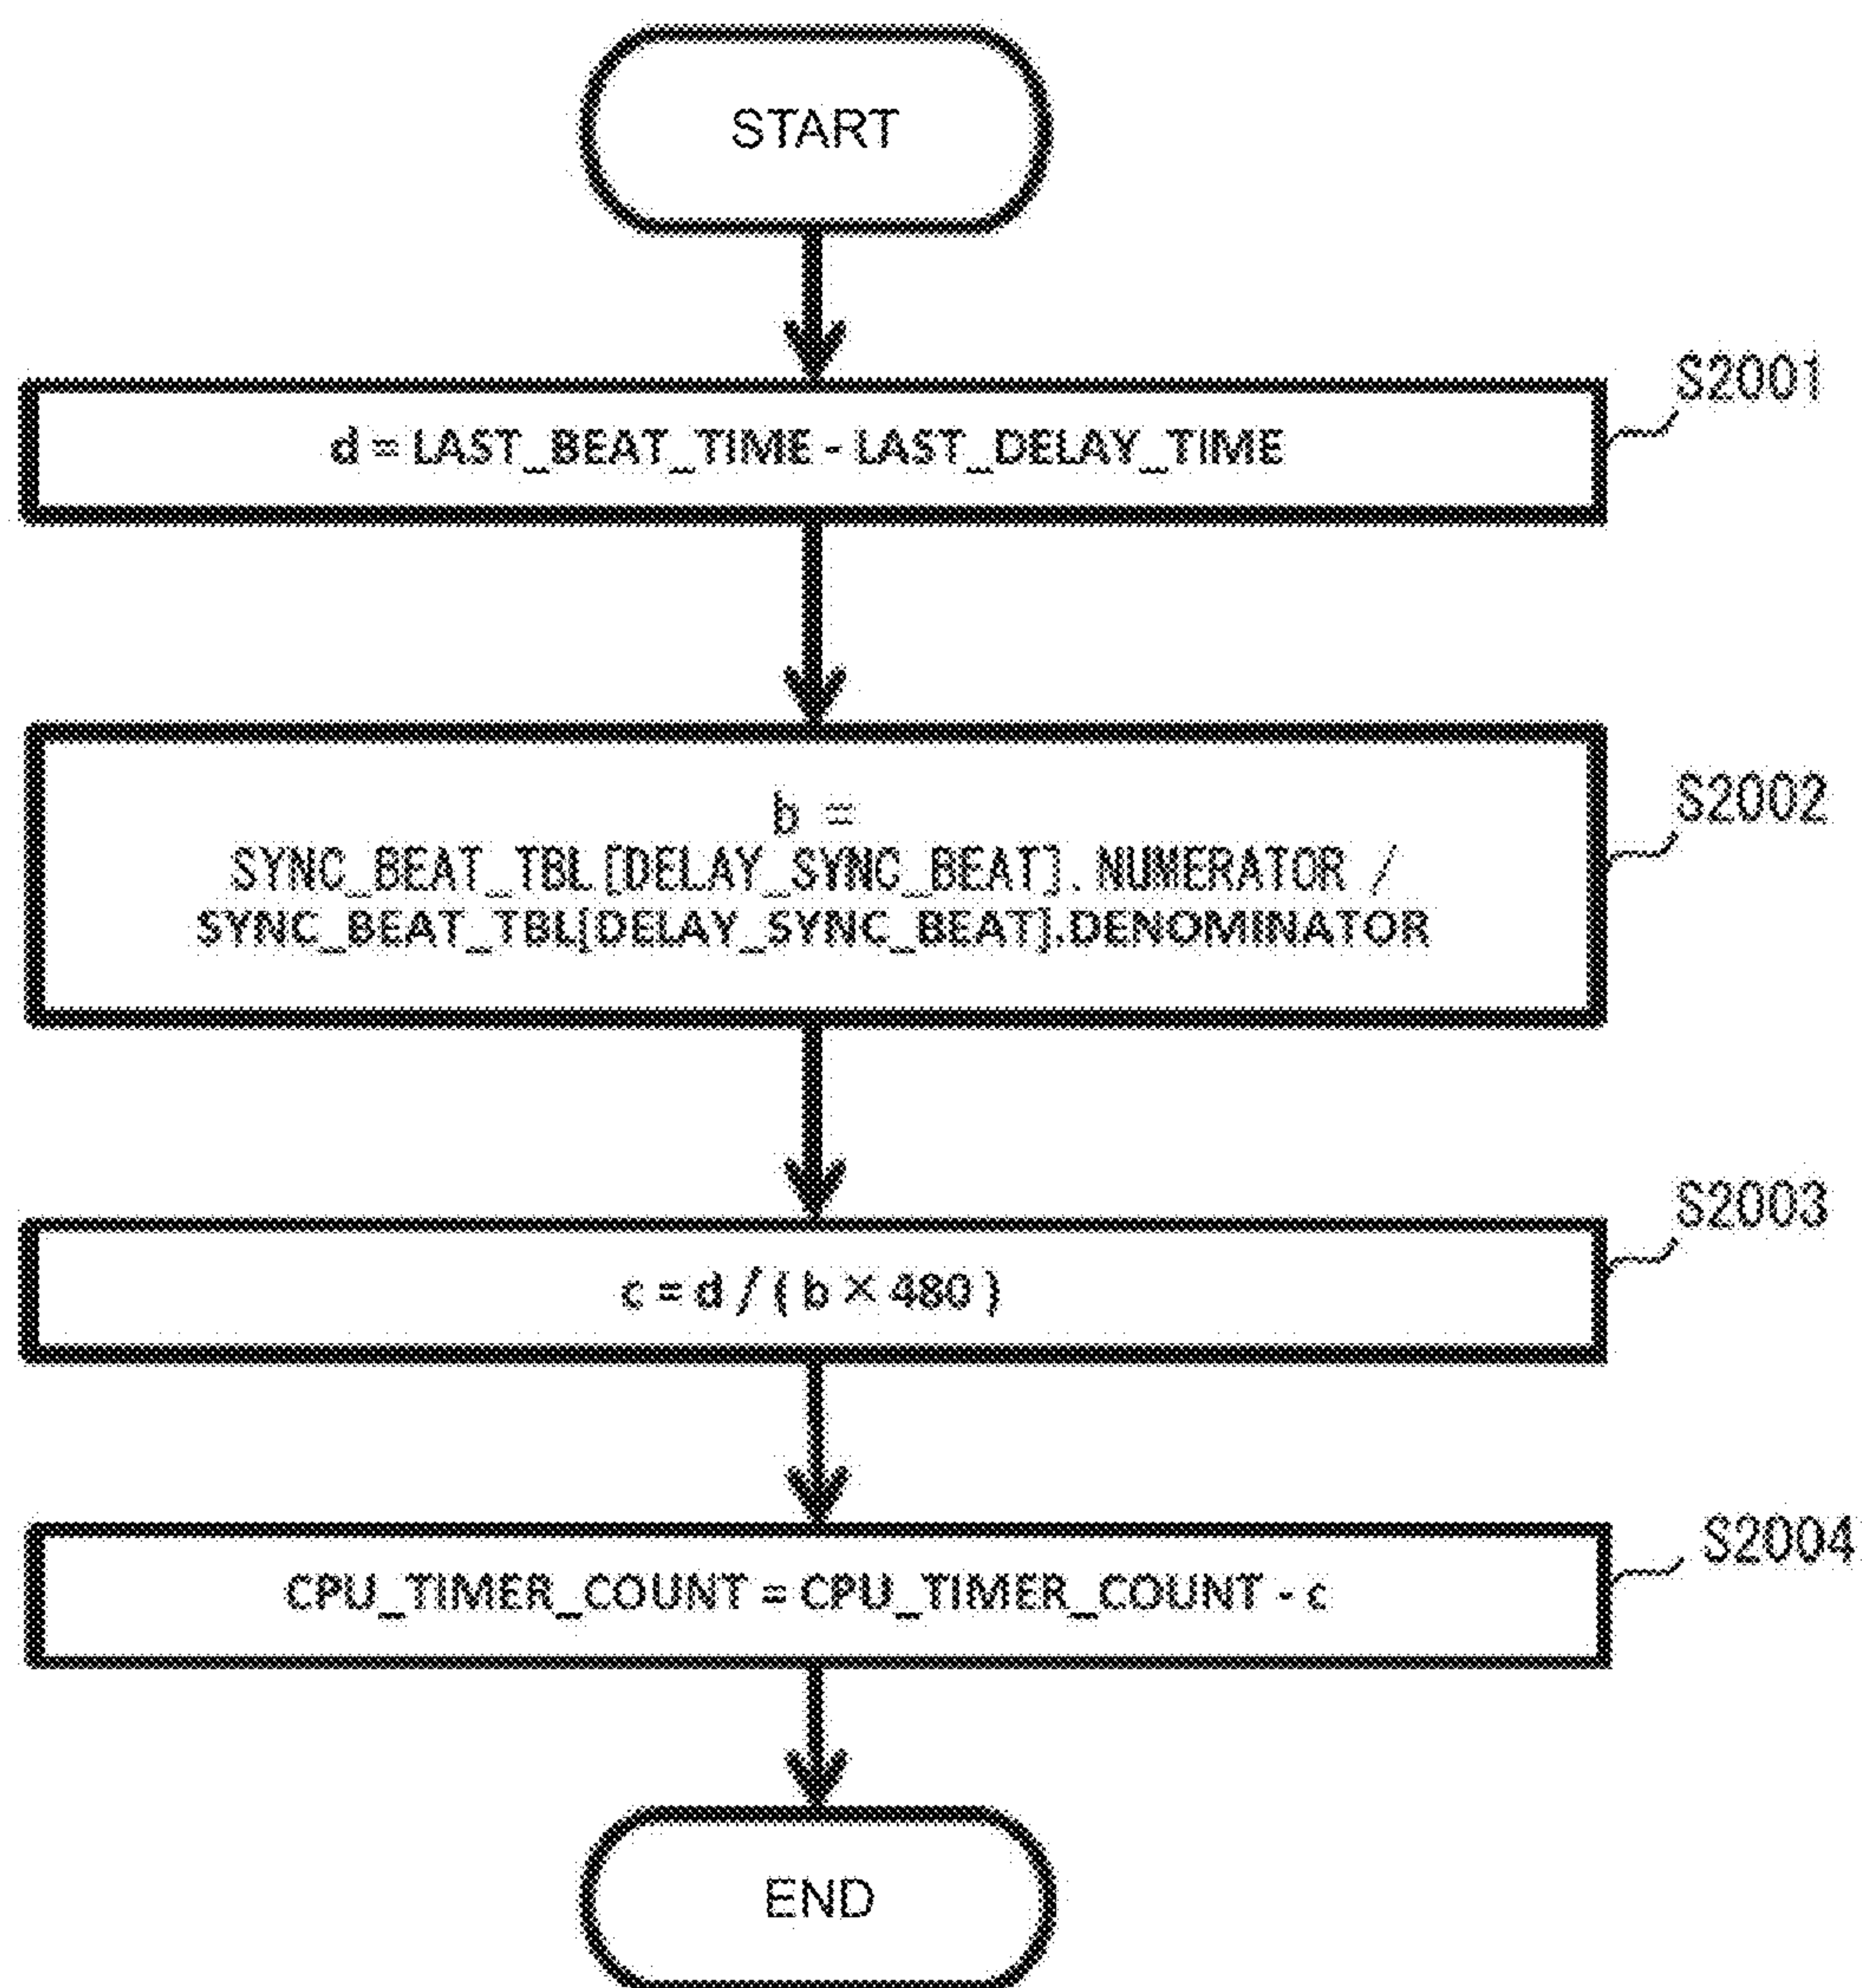 START
S2001
d = LAST_BEAT_TIME - LAST_DELAY_TIME
S2002
b =
SYNC_BEAT_TBL[DELAY_SYNC_BEAT]. NUMERATOR /
SYNC_BEAT_TBL[DELAY_SYNC_BEAT].DENOMINATOR
S2003
c = d / ( b × 480 )
S2004
CPU_TIMER_COUNT = CPU_TIMER_COUNT - c
END